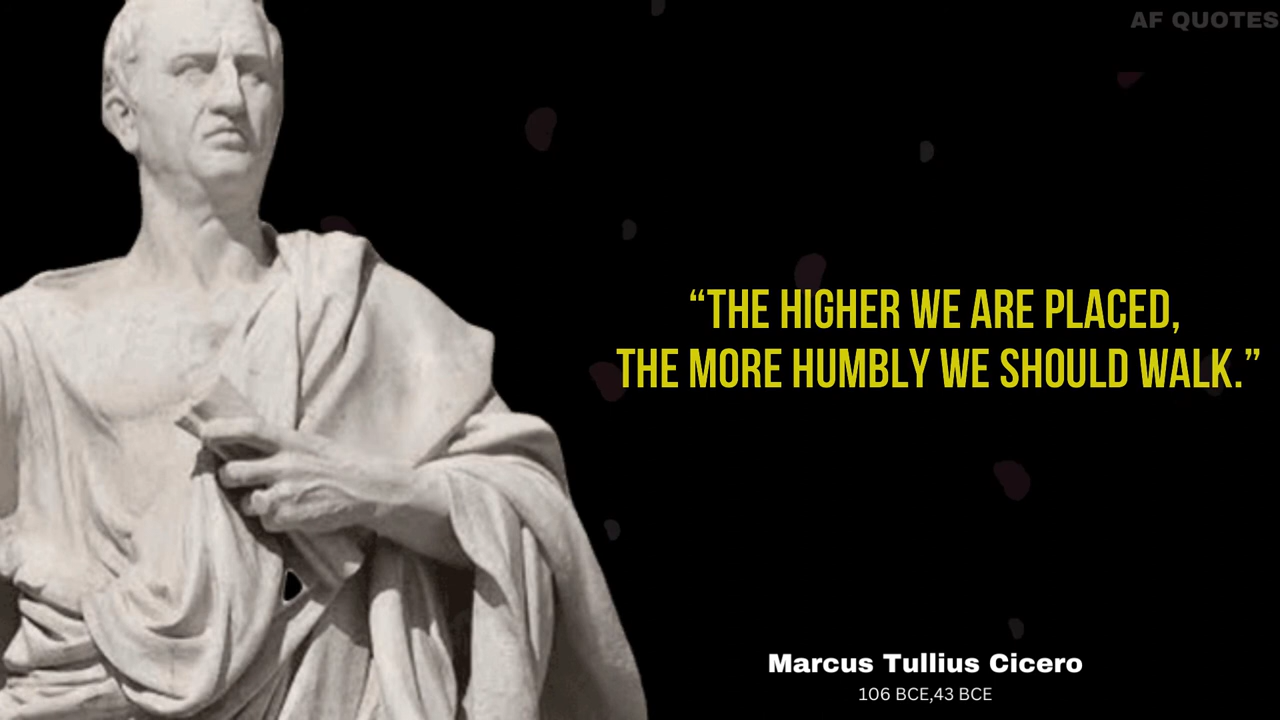 AF QUOTES
“THE HIGHER WE ARE PLACED,
THE MORE HUMBLY WE SHOULD WALK.”
Marcus Tullius Cicero
106 BCE,43 BCE